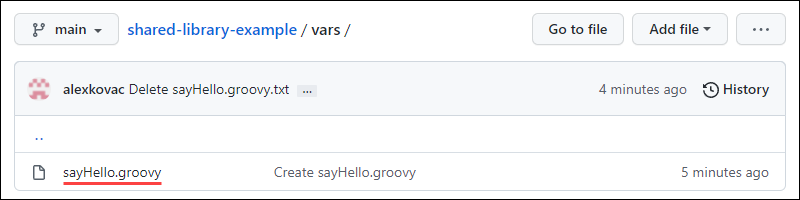 main shared-library-example / vars / Go to file Add file ...
alexkovac Delete sayHello.groovy.txt ... 4 minutes ago History
..
sayHello.groovy Create sayHello.groovy 5 minutes ago